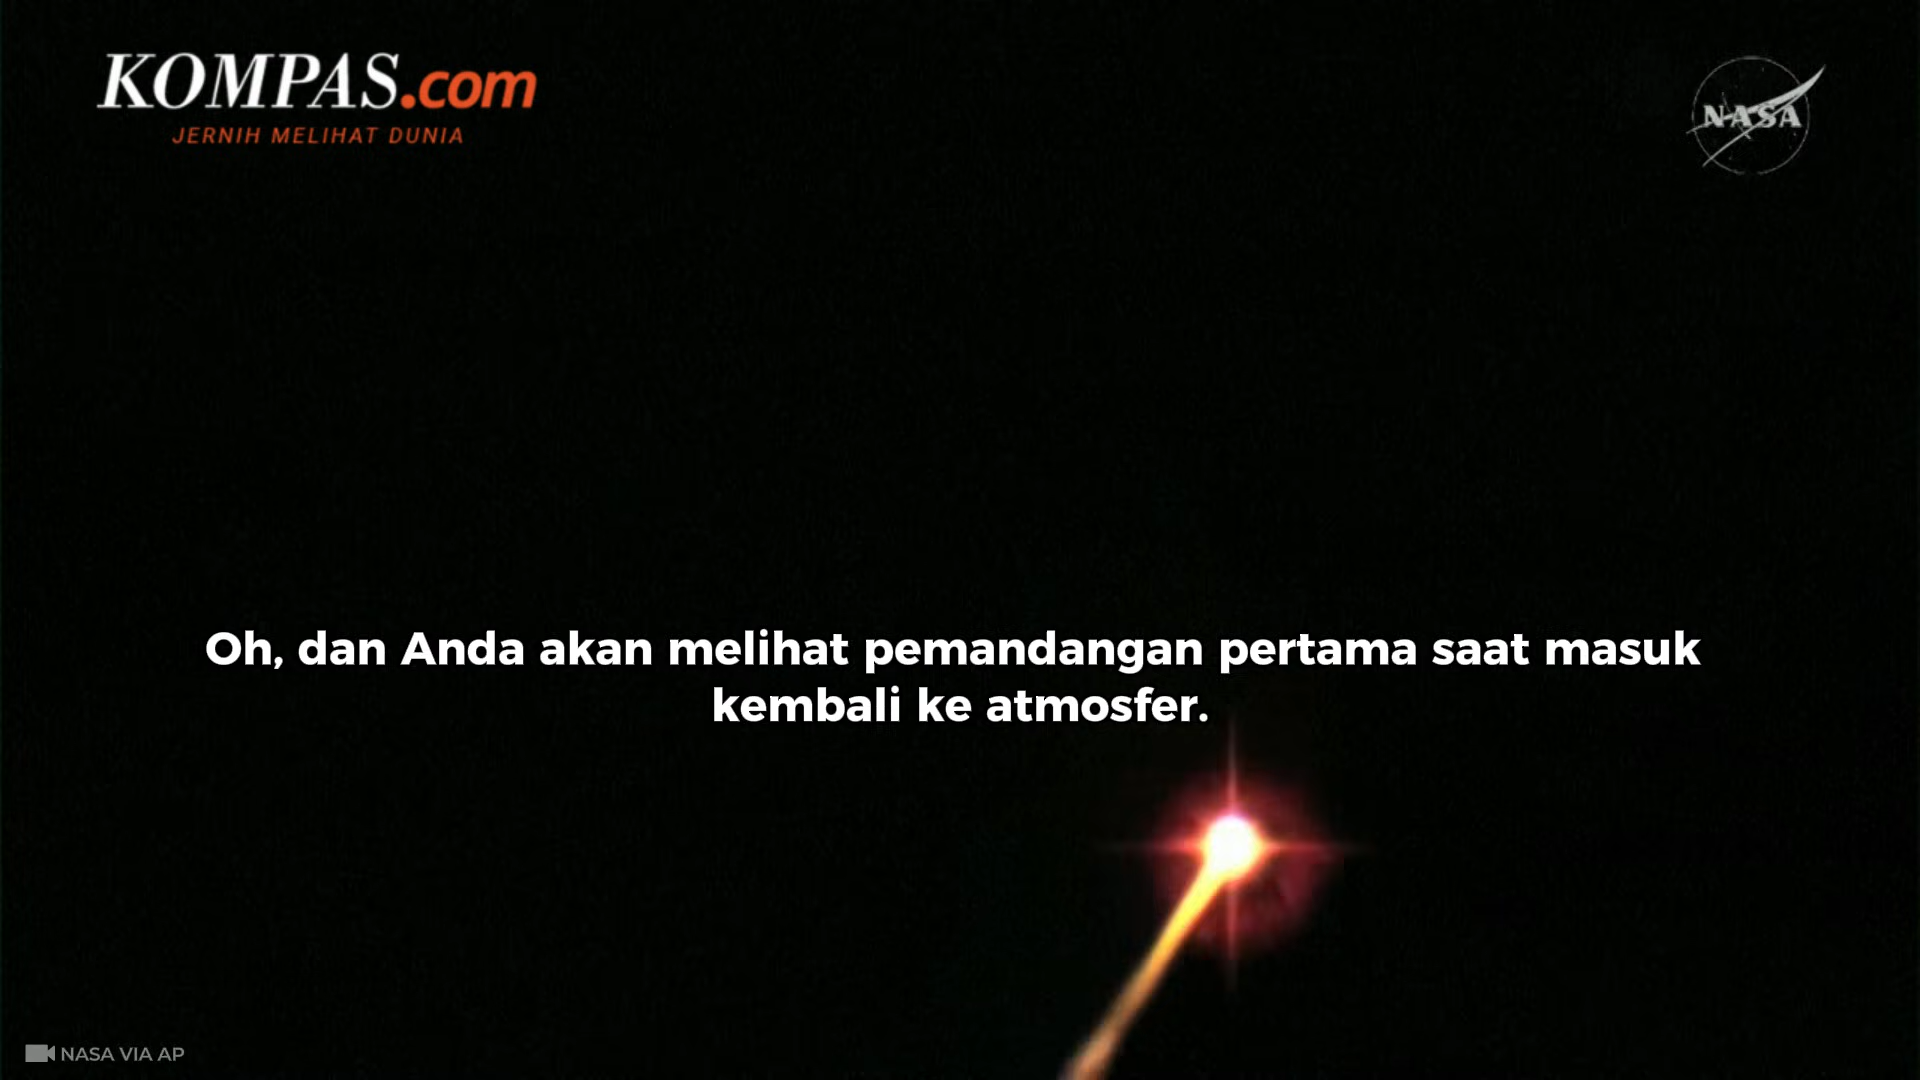 KOMPAS.com
JERNIH MELIHAT DUNIA
NASA
Oh, dan Anda akan melihat pemandangan pertama saat masuk
kembali ke atmosfer.
NASA VIA AP